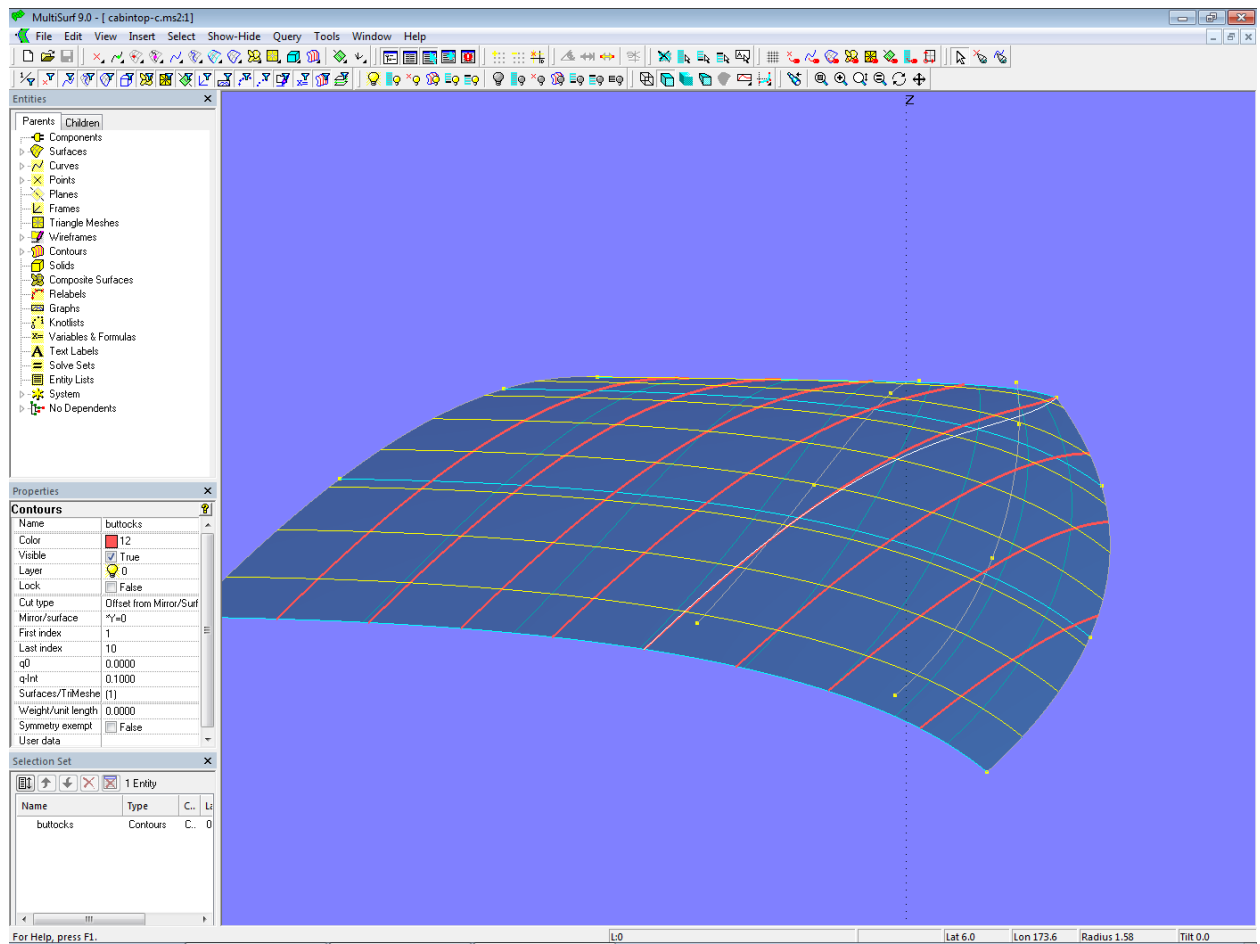 MultiSurf 9.0 - [ cabintop-c.ms2:1]
File Edit View Insert Select Show-Hide Query Tools Window Help
Entities
Parents Children
Components
Surfaces
Curves
Points
Planes
Frames
Triangle Meshes
Wireframes
Contours
Solids
Composite Surfaces
Relabels
Graphs
Knotlists
Variables & Formulas
Text Labels
Solve Sets
Entity Lists
System
No Dependents
Z
Properties
Contours
Name buttocks
Color 12
Visible True
Layer 0
Lock False
Cut type Offset from Mirror/Surf
Mirror/surface *Y=0
First index 1
Last index 10
q0 0.0000
q-Int 0.1000
Surfaces/TriMeshe {1}
Weight/unit length 0.0000
Symmetry exempt False
User data
Selection Set
1 Entity
Name Type C.. La
buttocks Contours C.. 0
For Help, press F1. L:0 Lat 6.0 Lon 173.6 Radius 1.58 Tilt 0.0